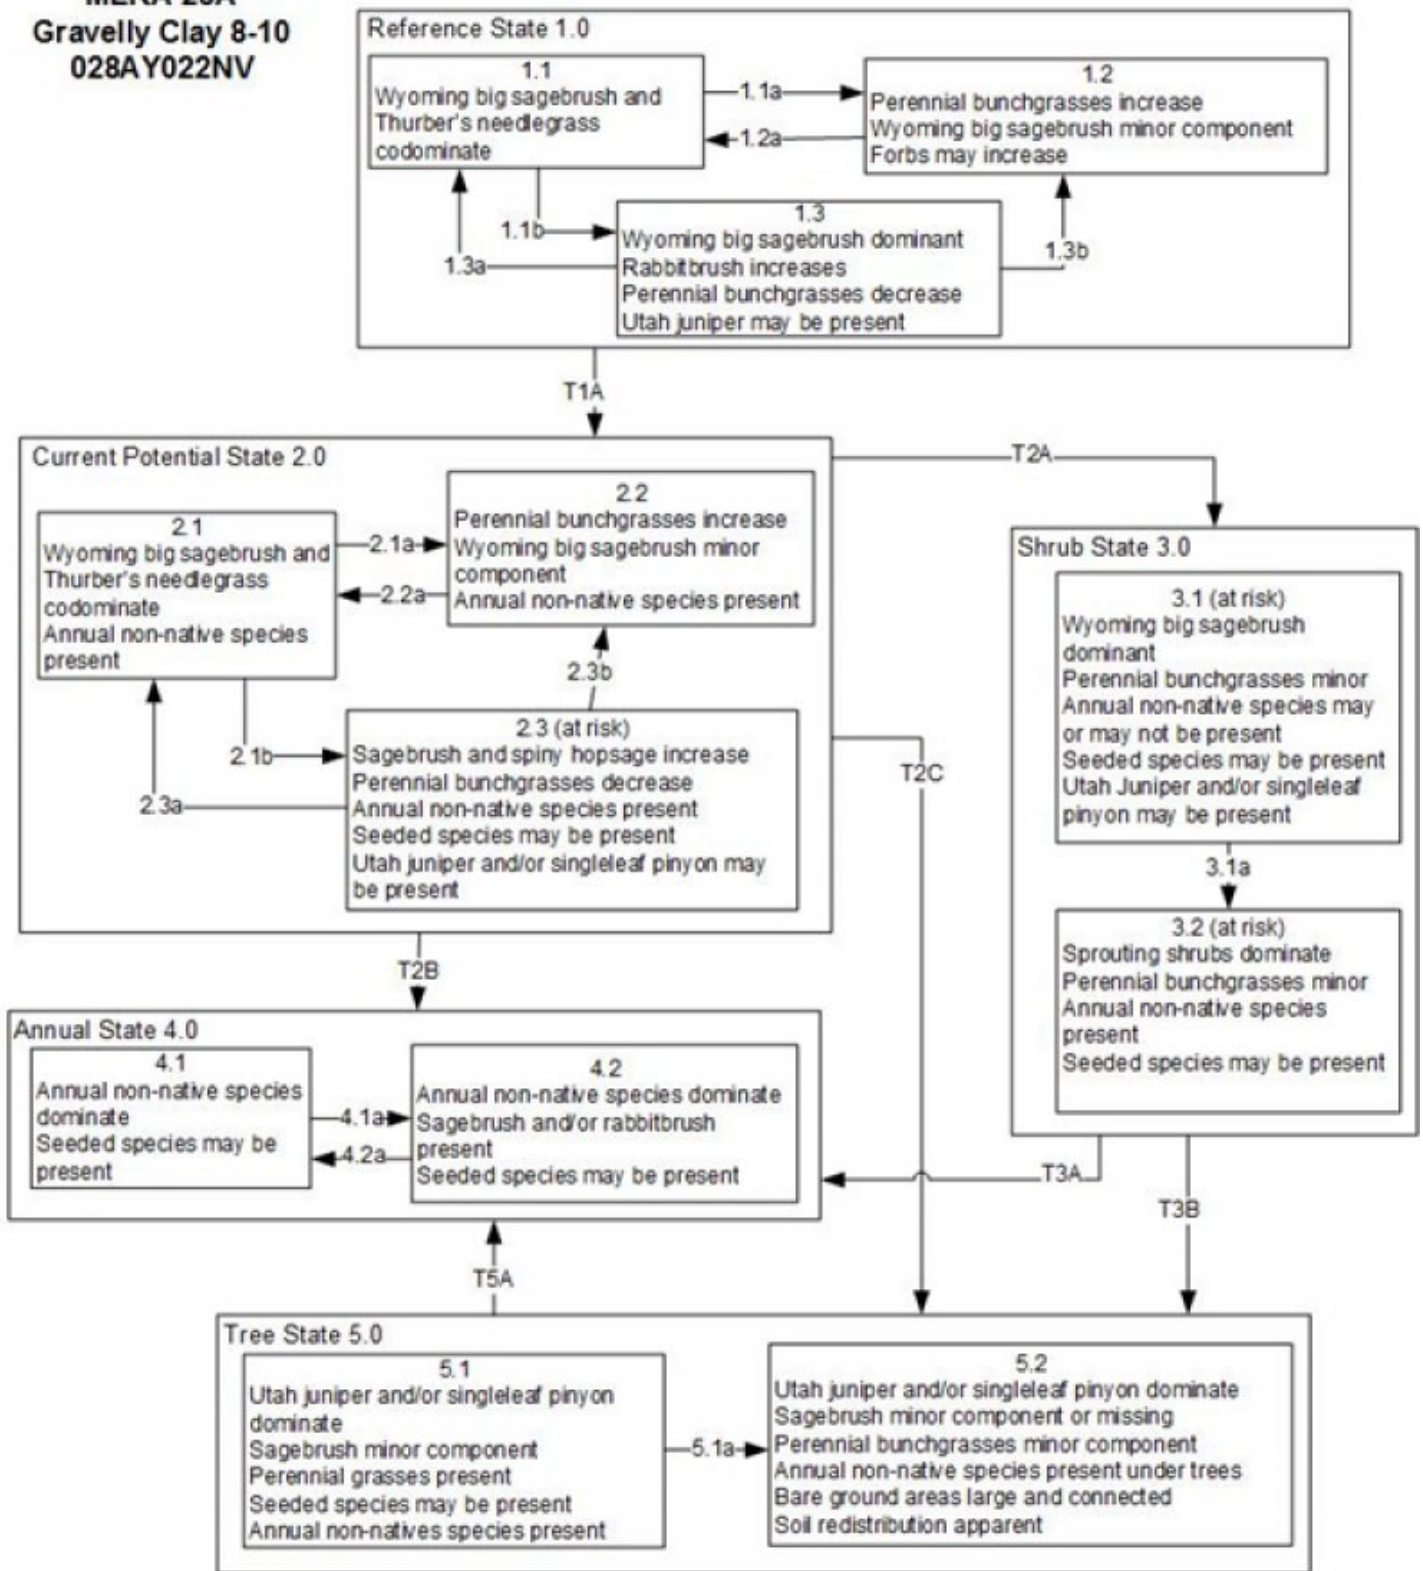 Gravelly Clay 8-10
028AY022NV
Reference State 1.0
1.1
Wyoming big sagebrush and
Thurber's needlegrass
codominate
1.1a
1.2a
1.2
Perennial bunchgrasses increase
Wyoming big sagebrush minor component
Forbs may increase
1.1b
1.3a
1.3
Wyoming big sagebrush dominant
Rabbitbrush increases
Perennial bunchgrasses decrease
Utah juniper may be present
1.3b
T1A
Current Potential State 2.0
2.1
Wyoming big sagebrush and
Thurber's needlegrass
codominate
Annual non-native species
present
2.1a
2.2a
2.2
Perennial bunchgrasses increase
Wyoming big sagebrush minor
component
Annual non-native species present
2.3b
2.1b
2.3a
2.3 (at risk)
Sagebrush and spiny hopsage increase
Perennial bunchgrasses decrease
Annual non-native species present
Seeded species may be present
Utah juniper and/or singleleaf pinyon may
be present
T2A
T2C
T2B
Shrub State 3.0
3.1 (at risk)
Wyoming big sagebrush
dominant
Perennial bunchgrasses minor
Annual non-native species may
or may not be present
Seeded species may be present
Utah Juniper and/or singleleaf
pinyon may be present
3.1a
3.2 (at risk)
Sprouting shrubs dominate
Perennial bunchgrasses minor
Annual non-native species
present
Seeded species may be present
Annual State 4.0
4.1
Annual non-native species
dominate
Seeded species may be
present
4.1a
4.2a
4.2
Annual non-native species dominate
Sagebrush and/or rabbitbrush
present
Seeded species may be present
T3A
T3B
T5A
Tree State 5.0
5.1
Utah juniper and/or singleleaf pinyon
dominate
Sagebrush minor component
Perennial grasses present
Seeded species may be present
Annual non-natives species present
5.1a
5.2
Utah juniper and/or singleleaf pinyon dominate
Sagebrush minor component or missing
Perennial bunchgrasses minor component
Annual non-native species present under trees
Bare ground areas large and connected
Soil redistribution apparent